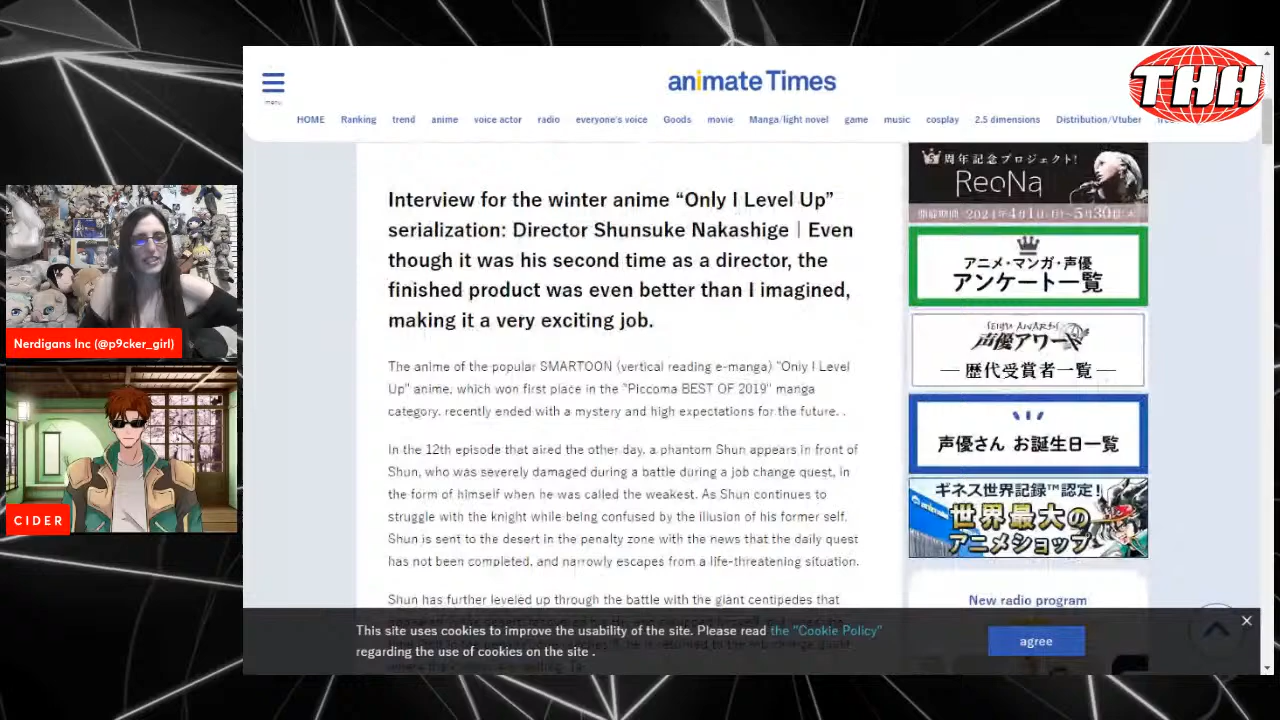 menu
animate Times
THH
HOME Ranking trend anime voice actor radio everyone's voice Goods movie Manga/light novel game music cosplay 2.5 dimensions Distribution/Vtuber
Interview for the winter anime “Only I Level Up”
serialization: Director Shunsuke Nakashige | Even
though it was his second time as a director, the
finished product was even better than I imagined,
making it a very exciting job.
The anime of the popular SMARTOON (vertical reading e-manga) "Only I Level
Up" anime, which won first place in the "Piccoma BEST OF 2019" manga
category, recently ended with a mystery and high expectations for the future. .
In the 12th episode that aired the other day, a phantom Shun appears in front of
Shun, who was severely damaged during a battle during a job change quest, in
the form of himself when he was called the weakest. As Shun continues to
struggle with the knight while being confused by the illusion of his former self.
Shun is sent to the desert in the penalty zone with the news that the daily quest
has not been completed, and narrowly escapes from a life-threatening situation.
Shun has further leveled up through the battle with the giant centipedes that
周年記念プロジェクト!
ReoNa
アニメ・マンガ・声優
アンケート一覧
SEIYU AWARDS
声優アワード
歴代受賞者一覧
声優さん お誕生日一覧
ギネス世界記録™認定!
世界最大の
アニメショップ
New radio program
This site uses cookies to improve the usability of the site. Please read the "Cookie Policy"
regarding the use of cookies on the site .
agree
Nerdigans Inc (@p9cker_girl)
CIDER